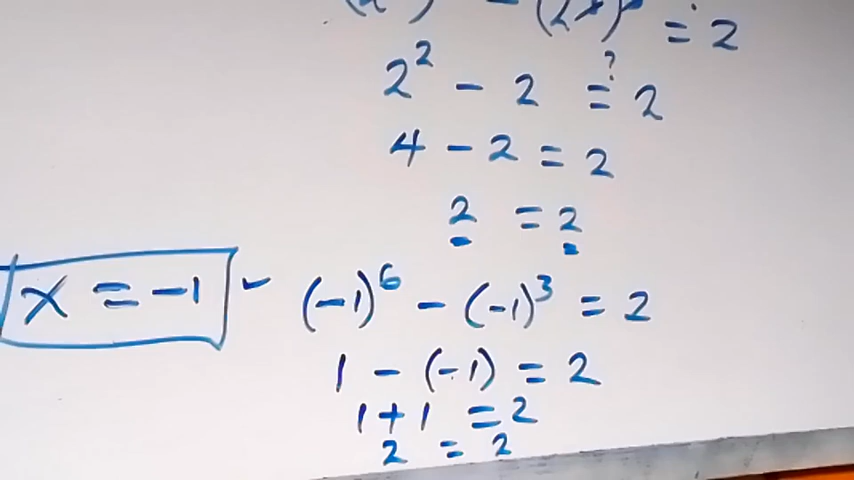 = 2
2² - 2 ≟ 2
4 - 2 = 2
2 = 2
x = -1 ✓ (-1)⁶ - (-1)³ = 2
1 - (-1) = 2
1 + 1 = 2
2 = 2